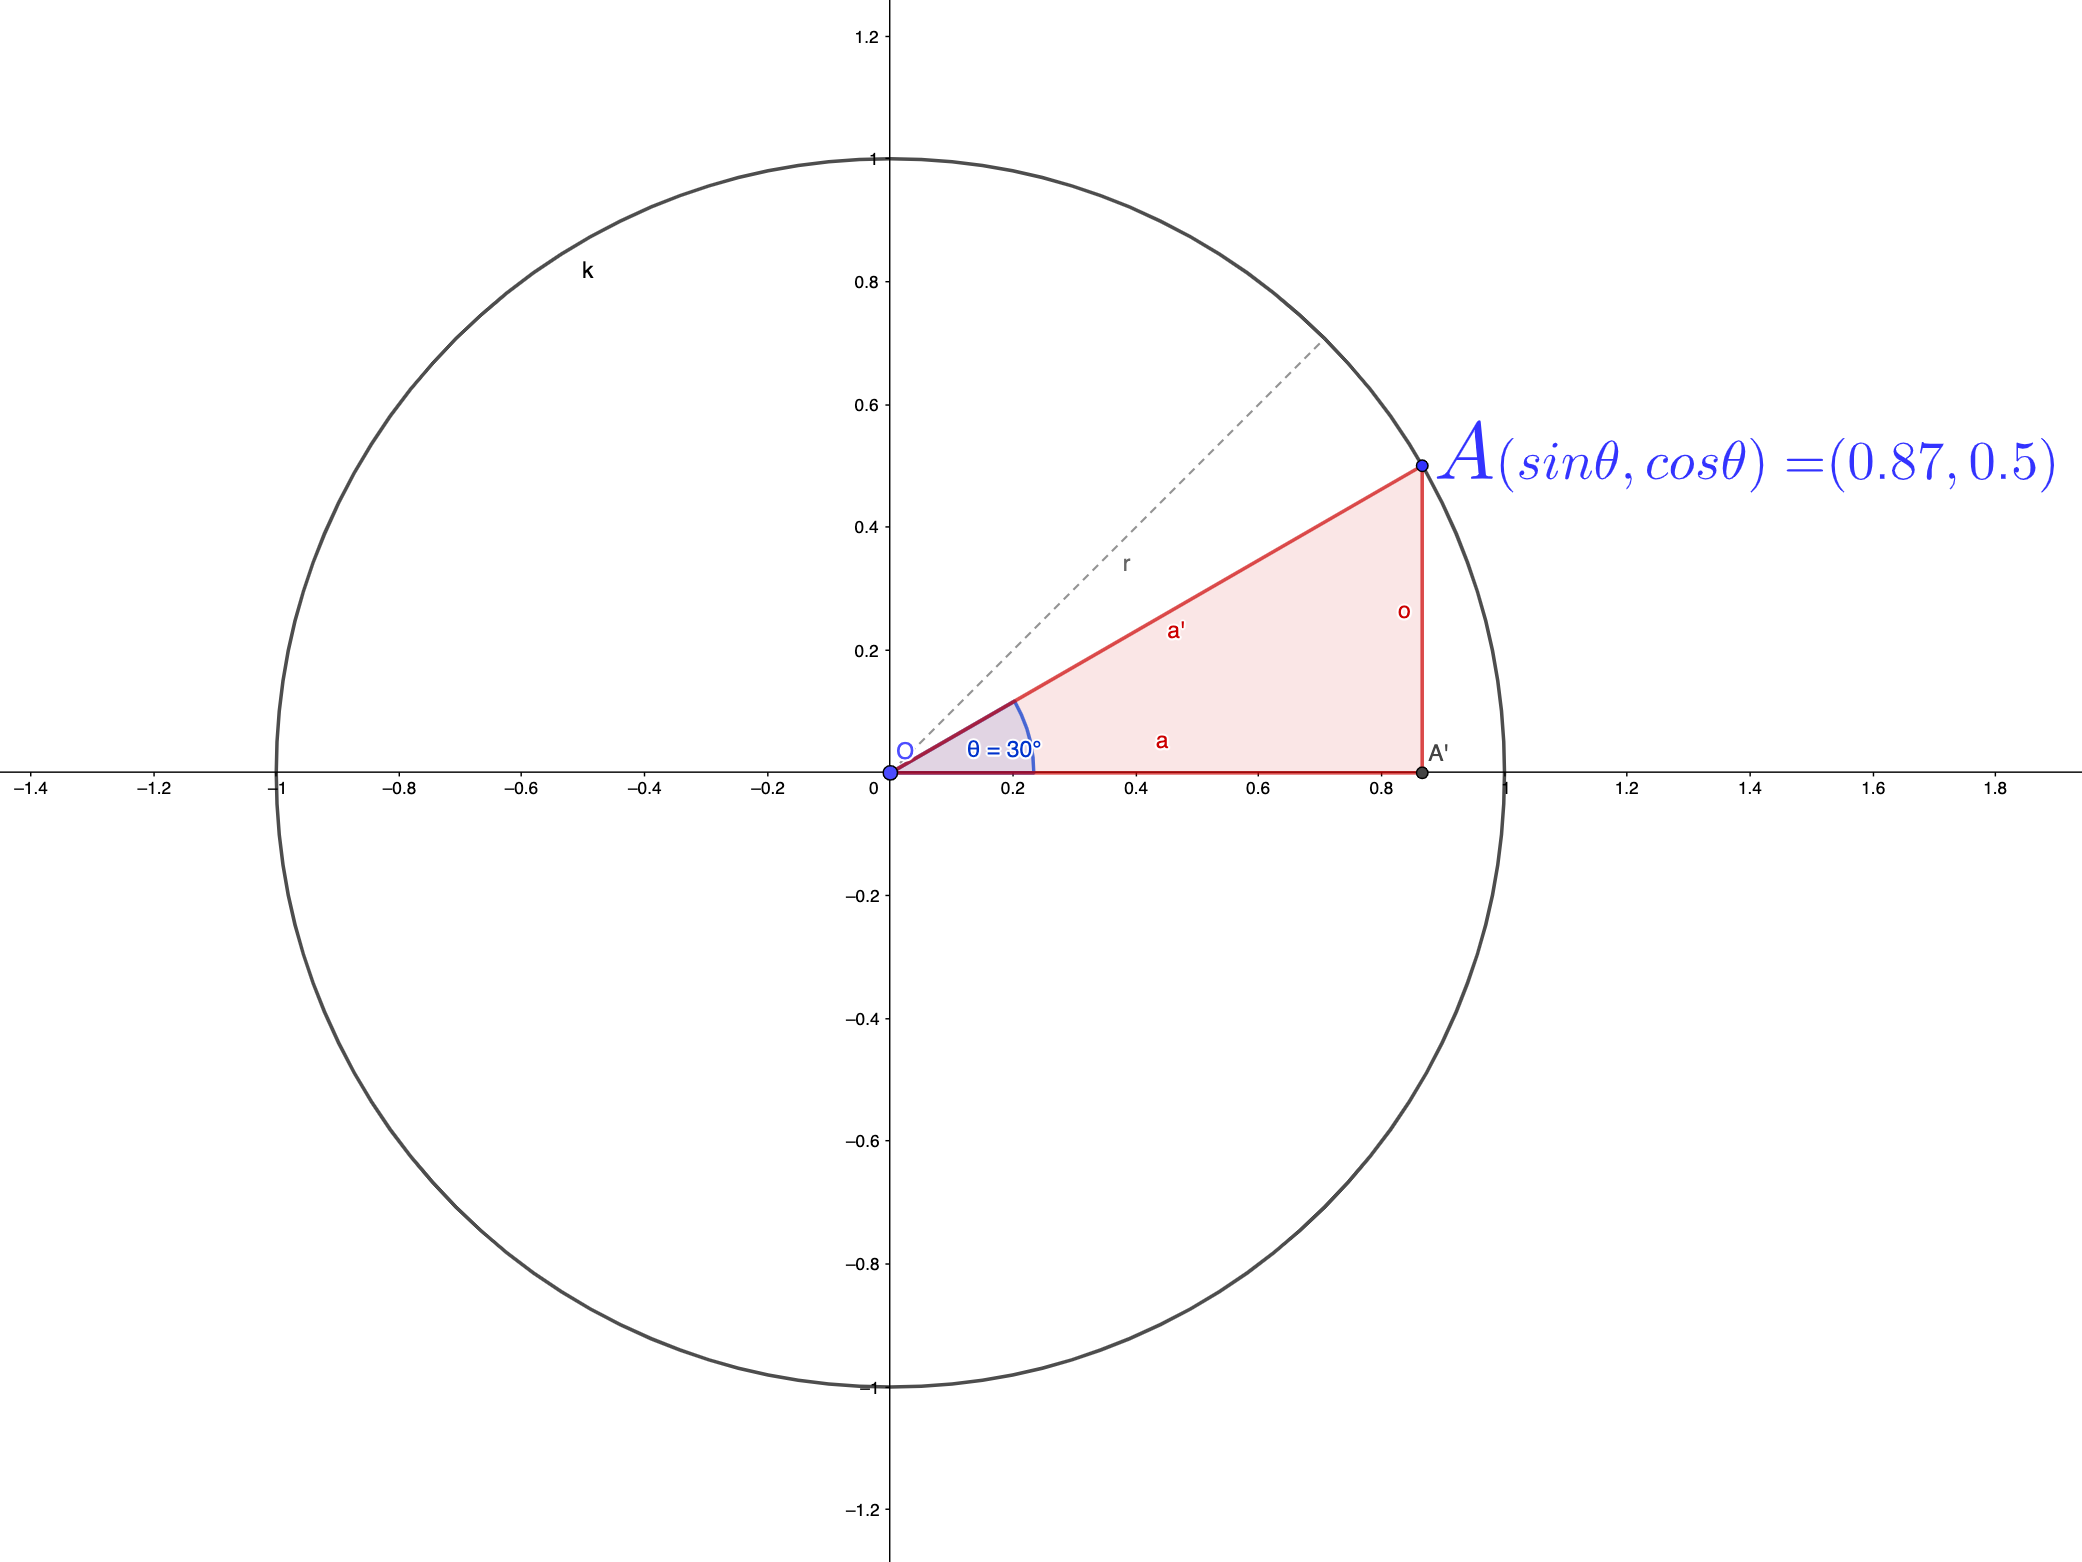 1.2
1
k
0.8
0.6
A(sinθ, cosθ) =(0.87, 0.5)
0.4
r
o
a'
0.2
O
θ = 30°
a
A'
−1.4 −1.2 −1 −0.8 −0.6 −0.4 −0.2 0 0.2 0.4 0.6 0.8 1 1.2 1.4 1.6 1.8
−0.2
−0.4
−0.6
−0.8
−1
−1.2